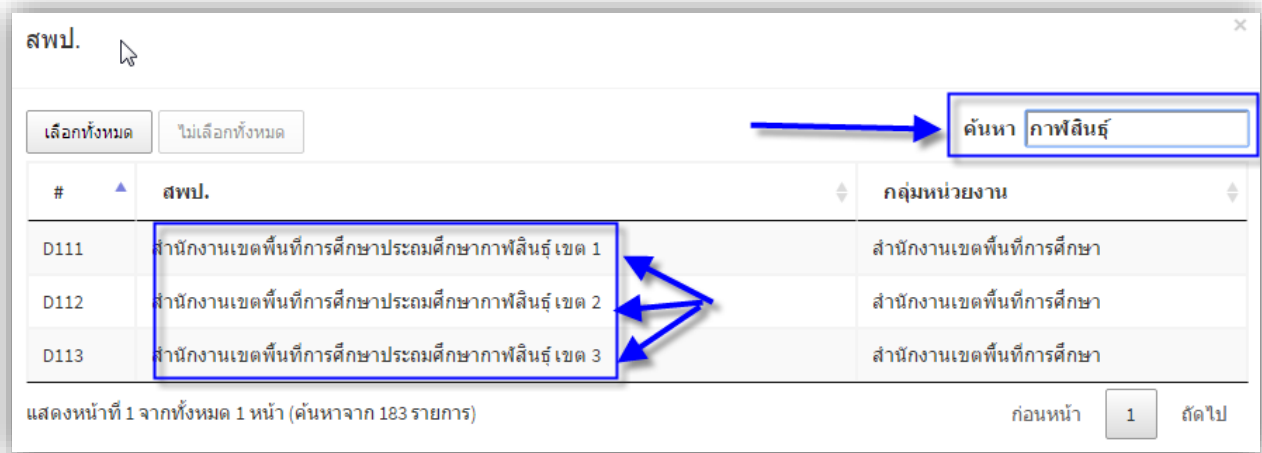 สพป.
×
เลือกทั้งหมด ไม่เลือกทั้งหมด ค้นหา กาฬสินธุ์
# สพป. กลุ่มหน่วยงาน
D111 สำนักงานเขตพื้นที่การศึกษาประถมศึกษากาฬสินธุ์ เขต 1 สำนักงานเขตพื้นที่การศึกษา
D112 สำนักงานเขตพื้นที่การศึกษาประถมศึกษากาฬสินธุ์ เขต 2 สำนักงานเขตพื้นที่การศึกษา
D113 สำนักงานเขตพื้นที่การศึกษาประถมศึกษากาฬสินธุ์ เขต 3 สำนักงานเขตพื้นที่การศึกษา
แสดงหน้าที่ 1 จากทั้งหมด 1 หน้า (ค้นหาจาก 183 รายการ) ก่อนหน้า 1 ถัดไป